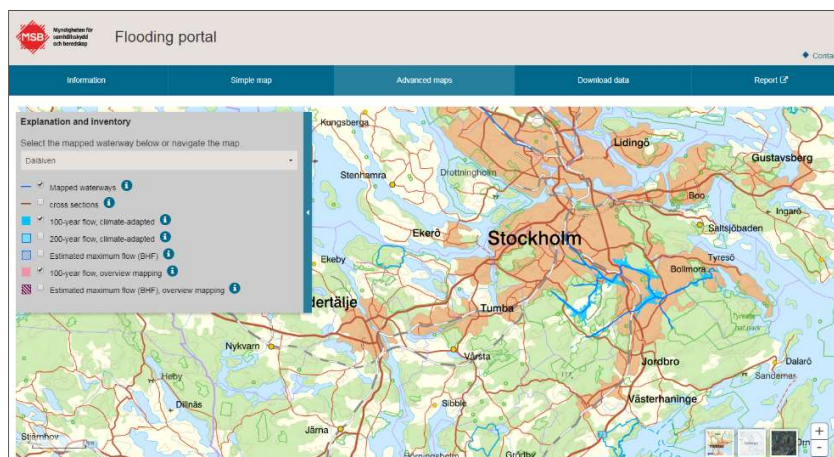 MSB
Myndigheten för
samhällsskydd
och beredskap
Flooding portal
Information
Simple map
Advanced maps
Download data
Report
Explanation and inventory
Select the mapped waterway below or navigate the map.
Dalälven
Mapped waterways
cross sections
100-year flow, climate-adapted
200-year flow, climate-adapted
Estimated maximum flow (BHF)
100-year flow, overview mapping
Estimated maximum flow (BHF), overview mapping
Kungsberga
Lidingö
Gustavsberg
Drottningholm
Stenhamra
Boo
Ingarö
Ekerö
Stockholm
Saltsjöbaden
Ekeby
Tyresö
Bollmora
dertälje
Tumba
Nykvarn
Vårsta
Jordbro
Dalarö
Heby
Sandemar
Dillnäs
Sibble
Västerhaninge
Järna
Grödby
+
-